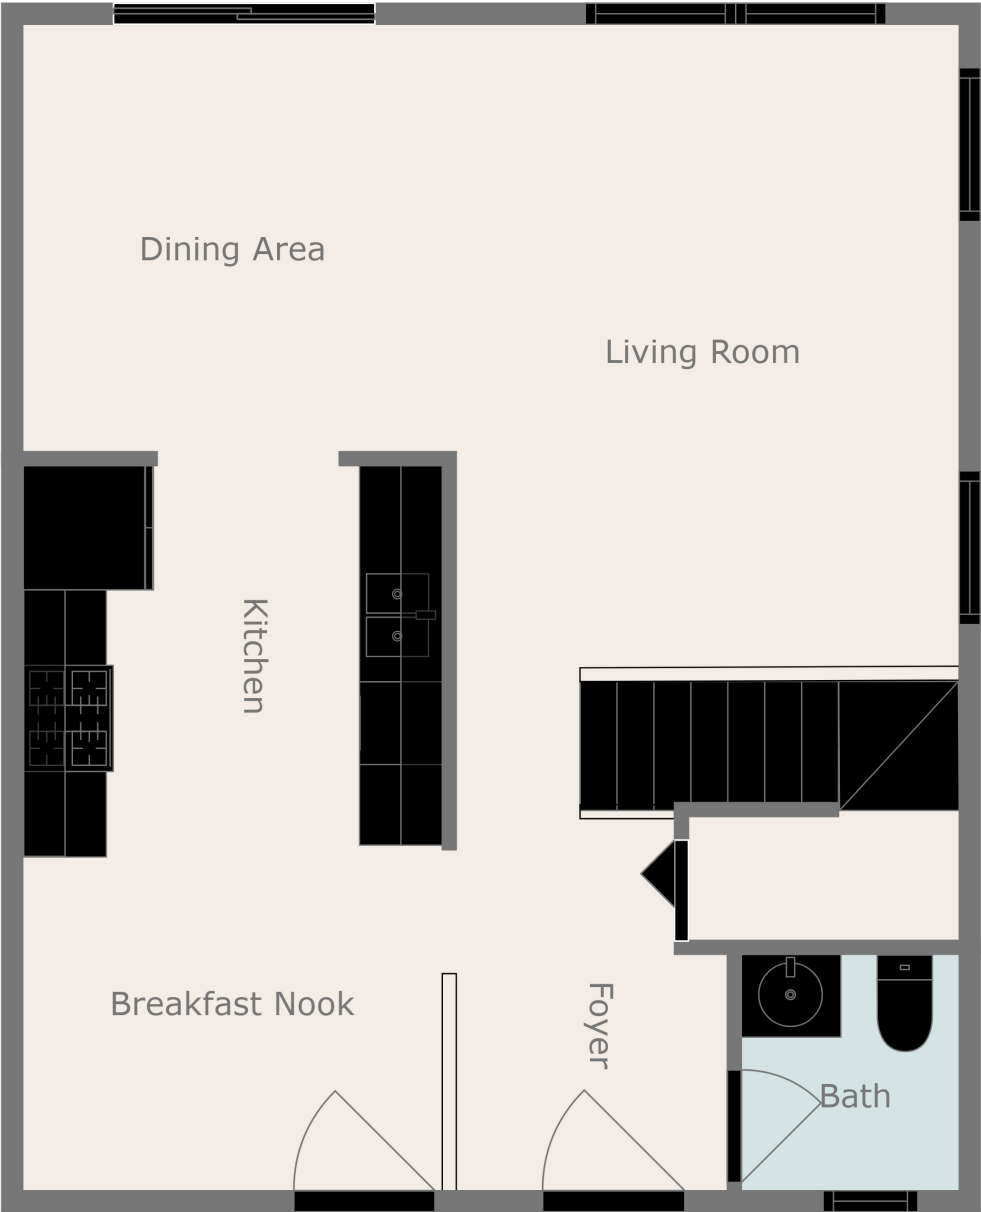 Dining Area
Living Room
Kitchen
Breakfast Nook
Foyer
Bath